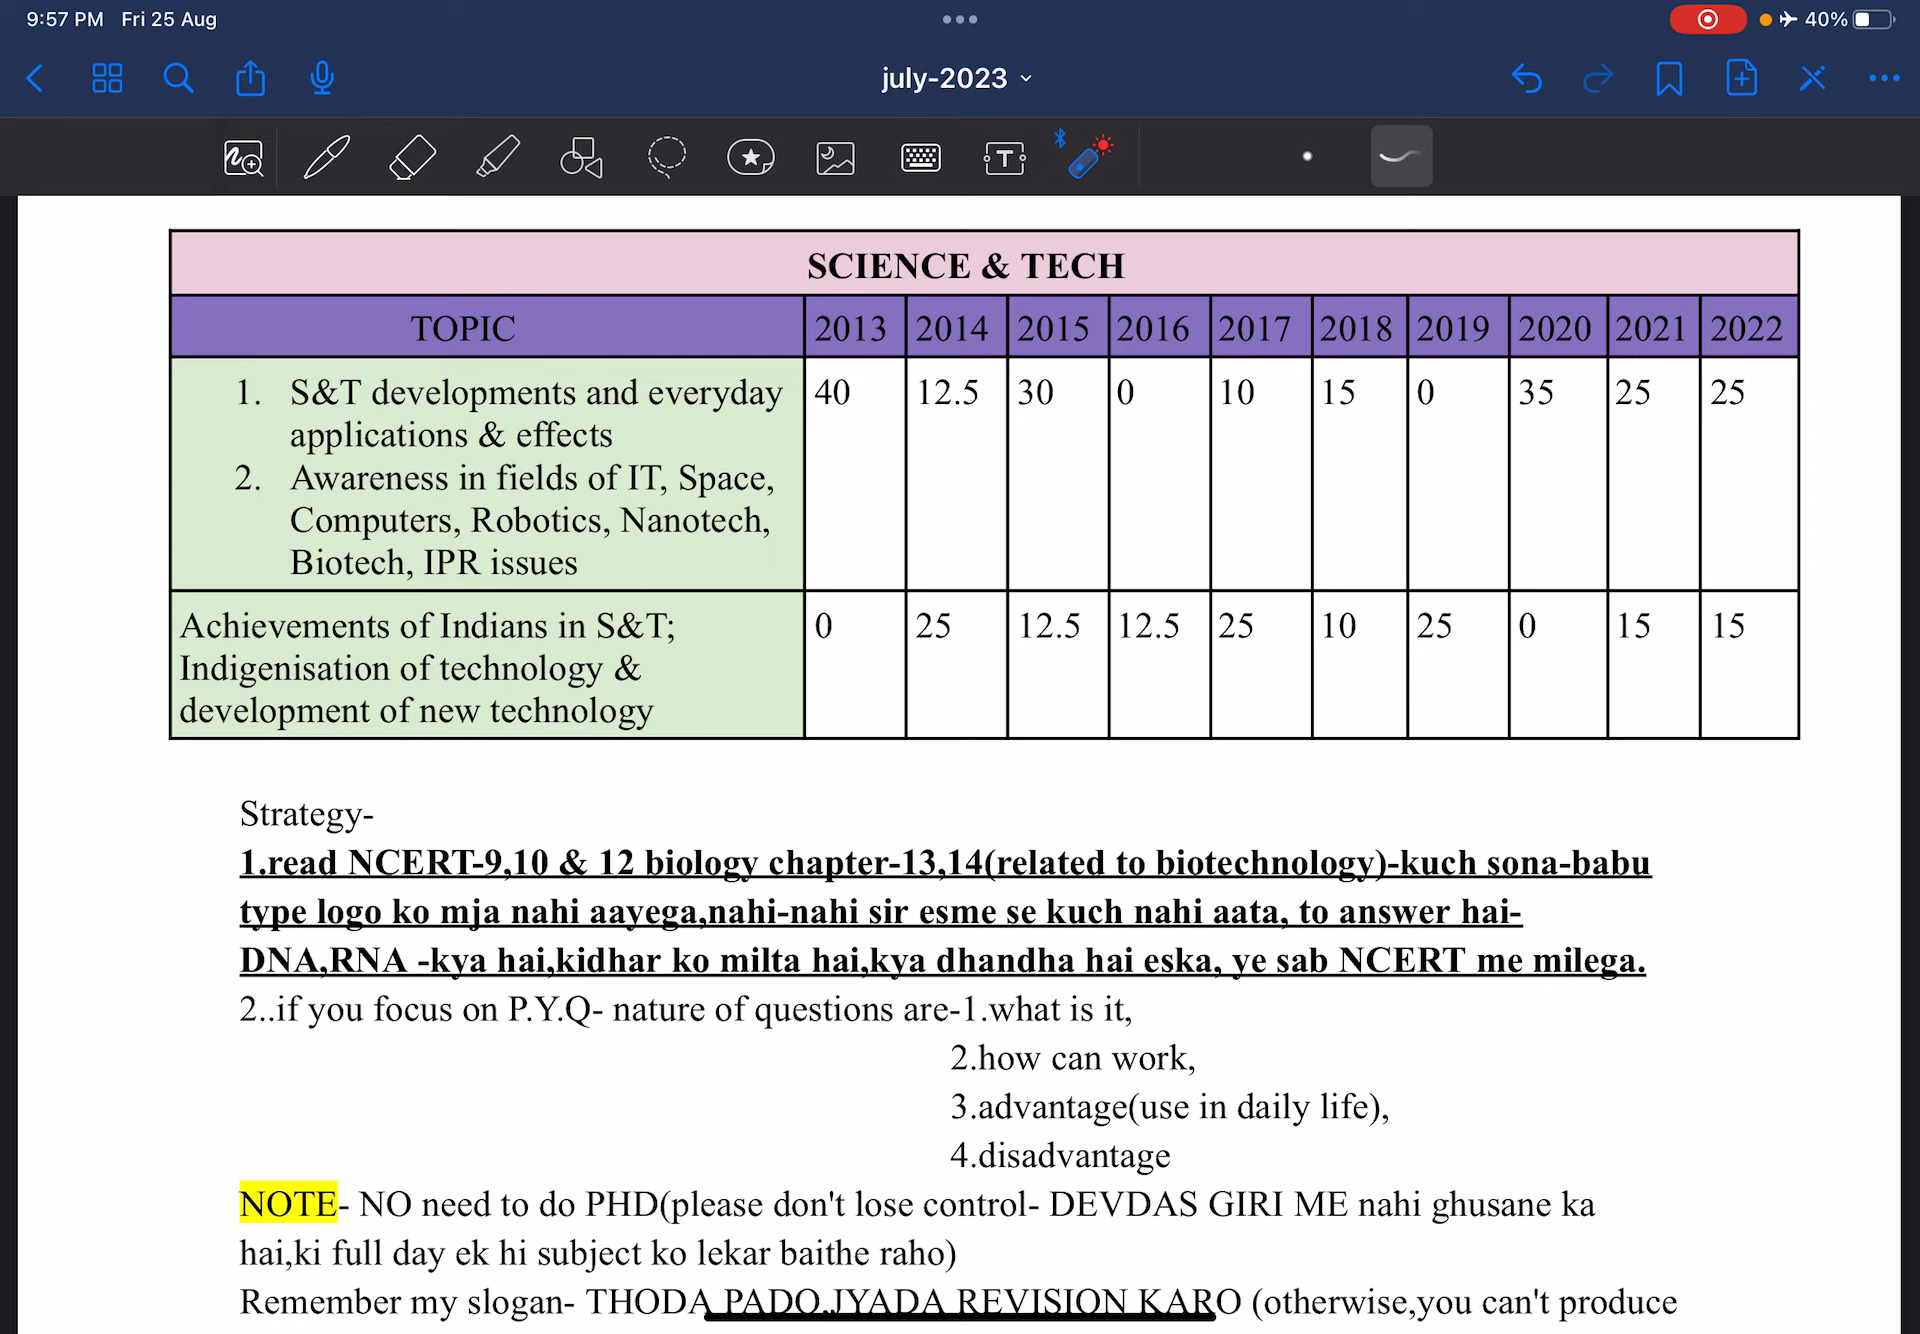 9:57 PM Fri 25 Aug
40%
july-2023
SCIENCE & TECH
TOPIC 2013 2014 2015 2016 2017 2018 2019 2020 2021 2022
1. S&T developments and everyday 40 12.5 30 0 10 15 0 35 25 25
applications & effects
2. Awareness in fields of IT, Space,
Computers, Robotics, Nanotech,
Biotech, IPR issues
Achievements of Indians in S&T; 0 25 12.5 12.5 25 10 25 0 15 15
Indigenisation of technology &
development of new technology
Strategy-
1.read NCERT-9,10 & 12 biology chapter-13,14(related to biotechnology)-kuch sona-babu
type logo ko mja nahi aayega,nahi-nahi sir esme se kuch nahi aata, to answer hai-
DNA,RNA -kya hai,kidhar ko milta hai,kya dhandha hai eska, ye sab NCERT me milega.
2..if you focus on P.Y.Q- nature of questions are-1.what is it,
2.how can work,
3.advantage(use in daily life),
4.disadvantage
NOTE- NO need to do PHD(please don't lose control- DEVDAS GIRI ME nahi ghusane ka
hai,ki full day ek hi subject ko lekar baithe raho)
Remember my slogan- THODA PADO,JYADA REVISION KARO (otherwise,you can't produce